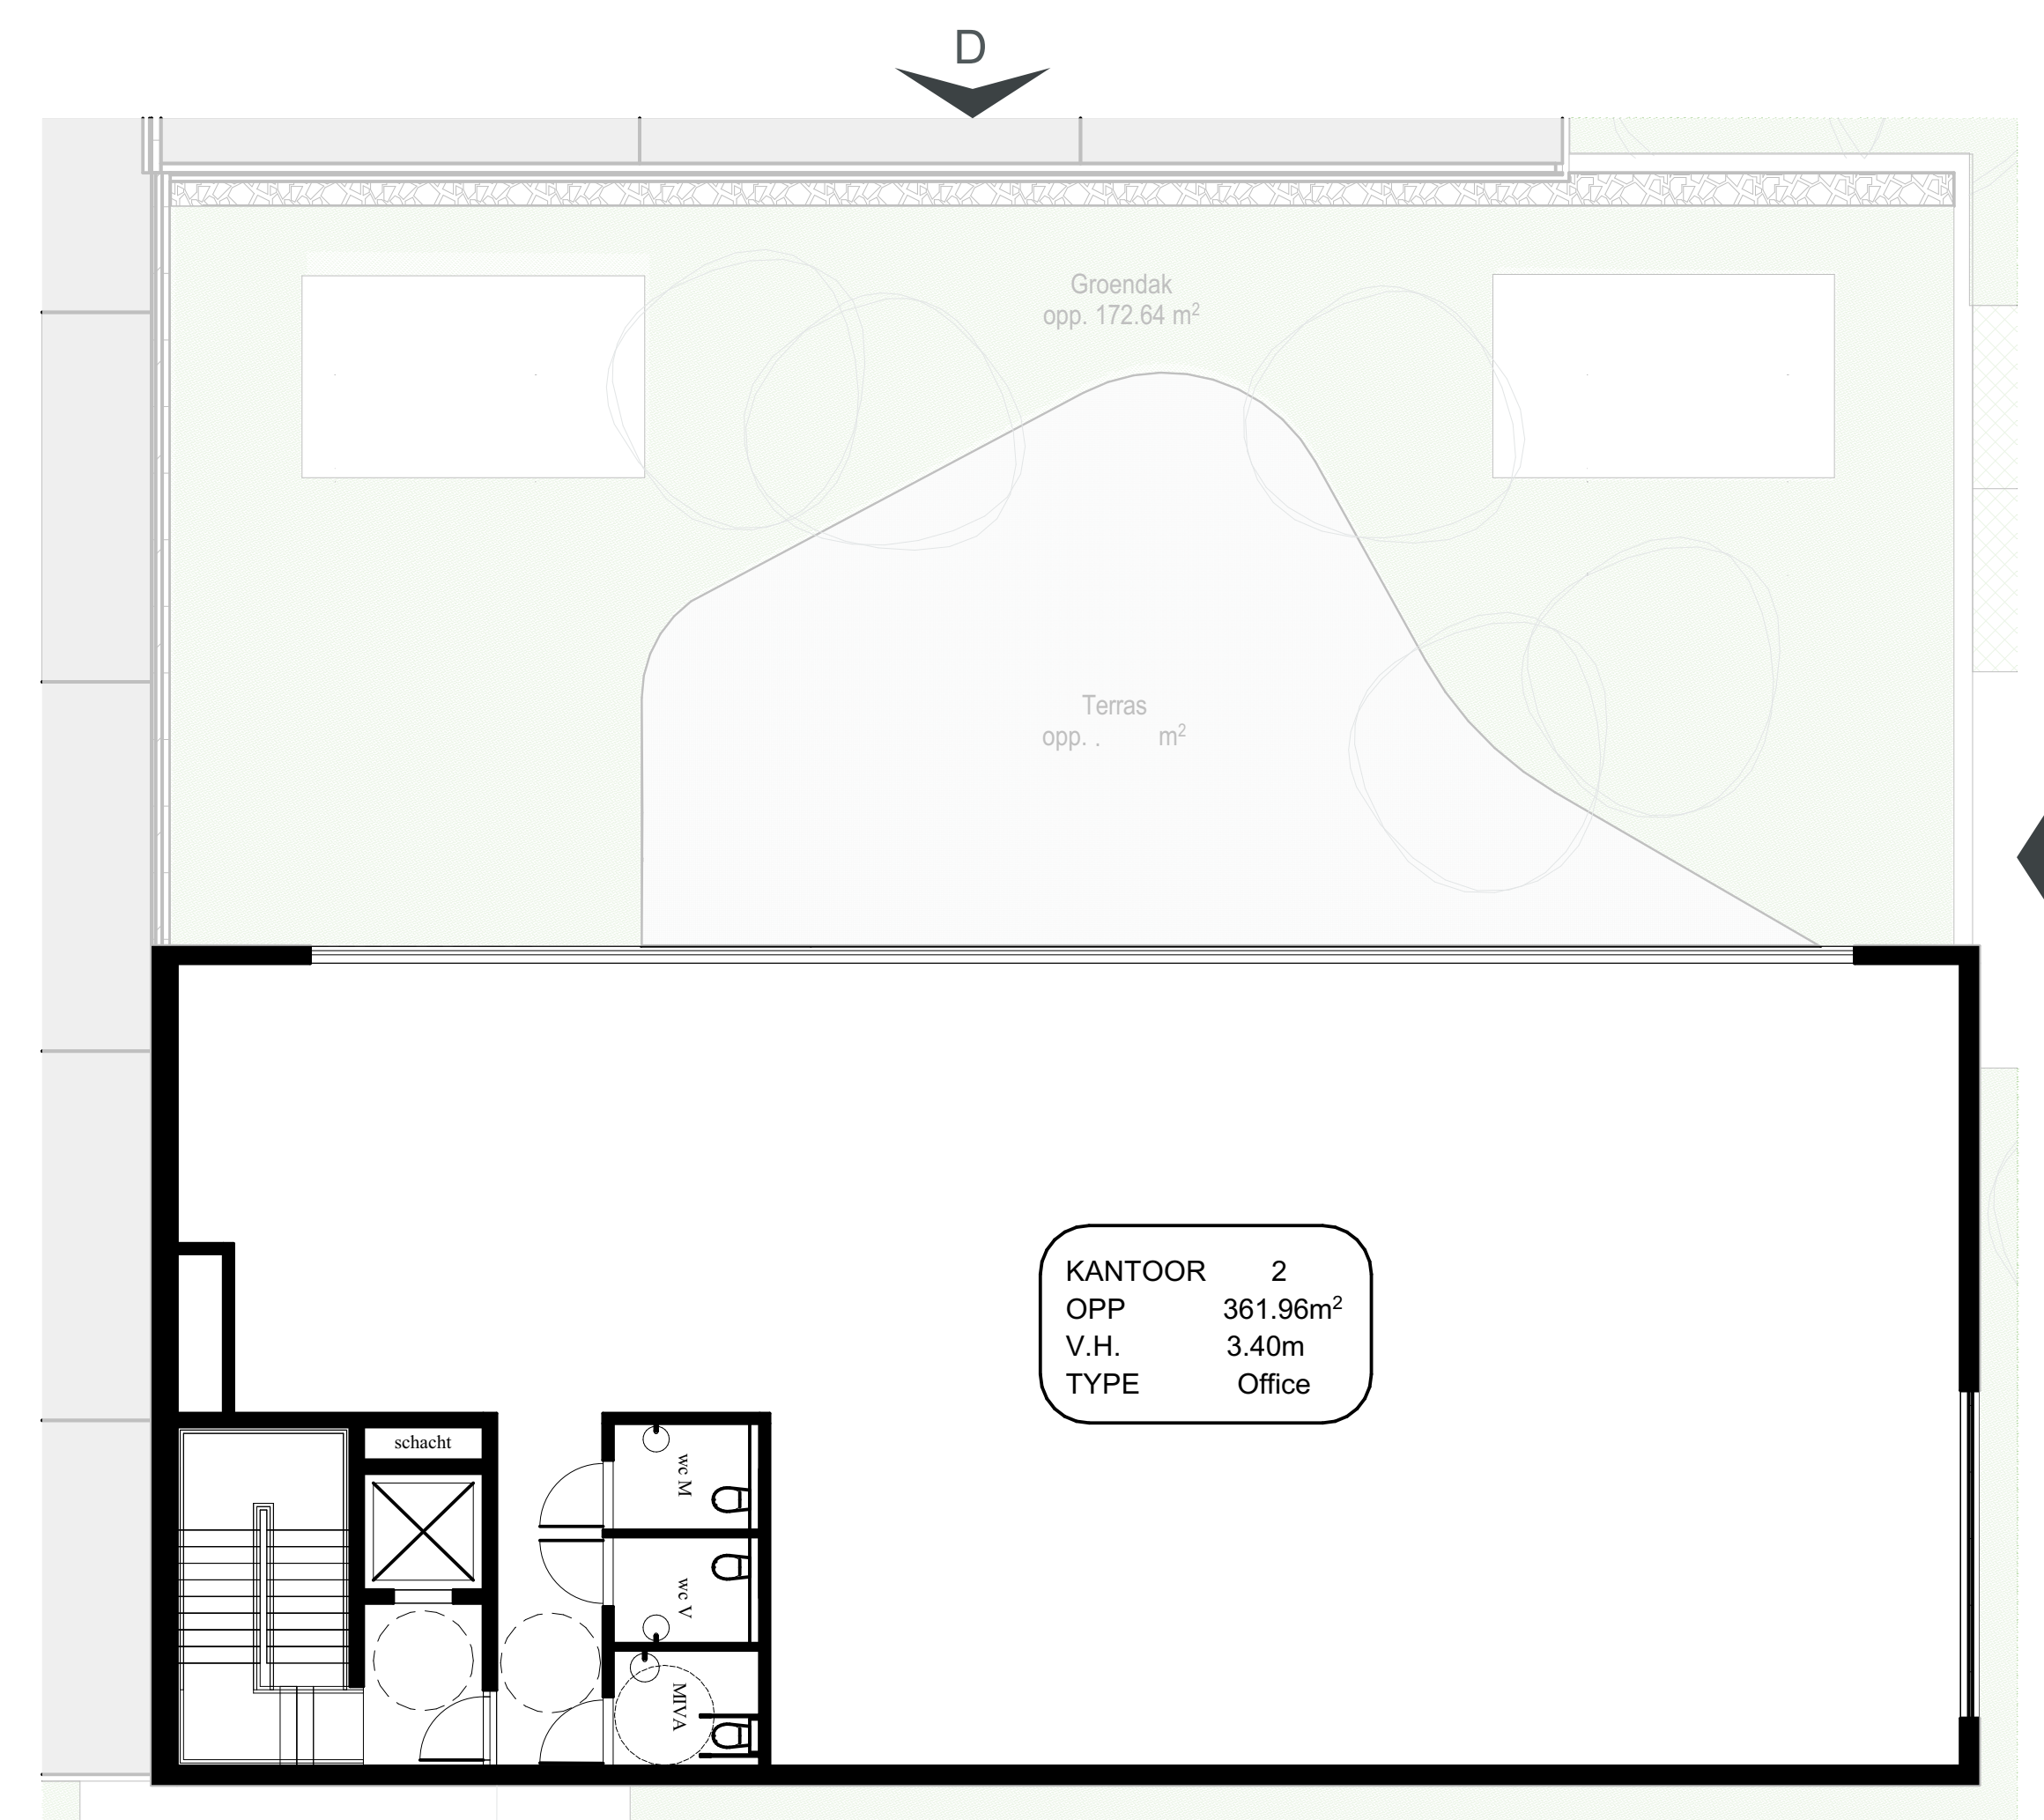 D
Groendak
opp. 172.64 m²
Terras
opp. . m²
KANTOOR 2
OPP 361.96m²
V.H. 3.40m
TYPE Office
schacht
wc M
wc V
MIVA